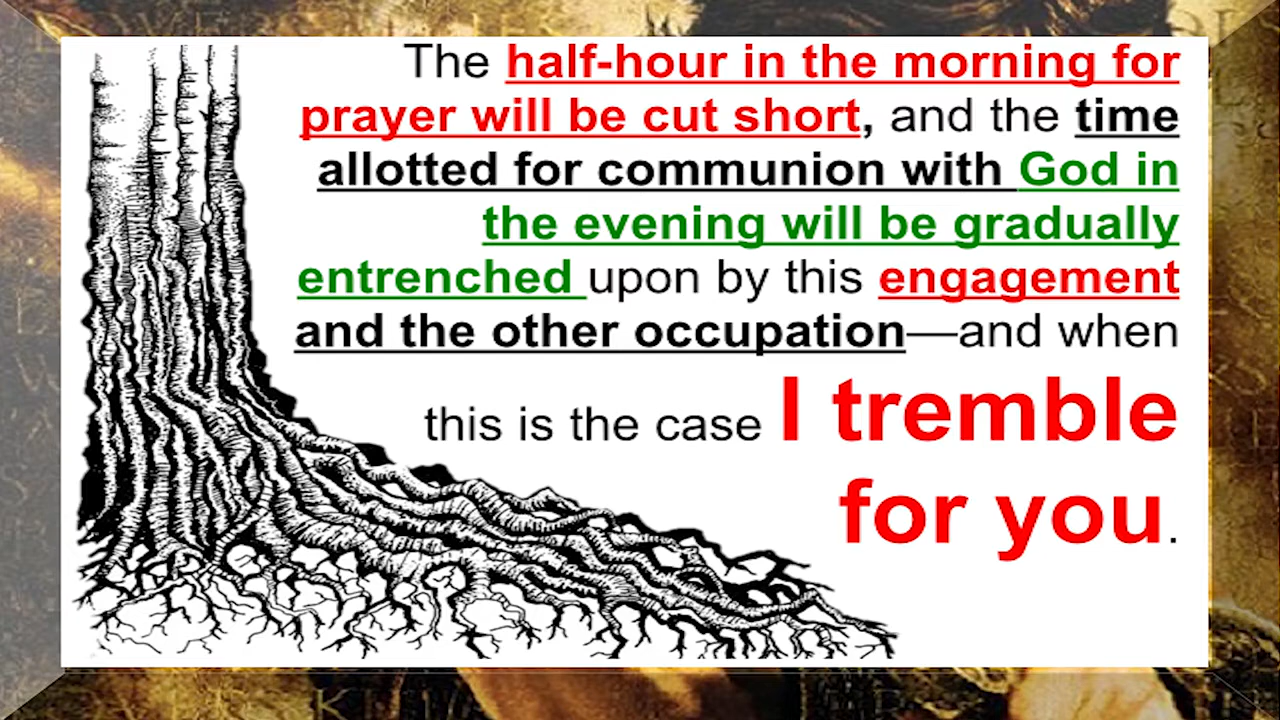 The half-hour in the morning for
prayer will be cut short, and the time
allotted for communion with God in
the evening will be gradually
entrenched upon by this engagement
and the other occupation—and when
this is the case I tremble
for you.